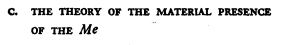 C. THE THEORY OF THE MATERIAL PRESENCE
OF THE Me